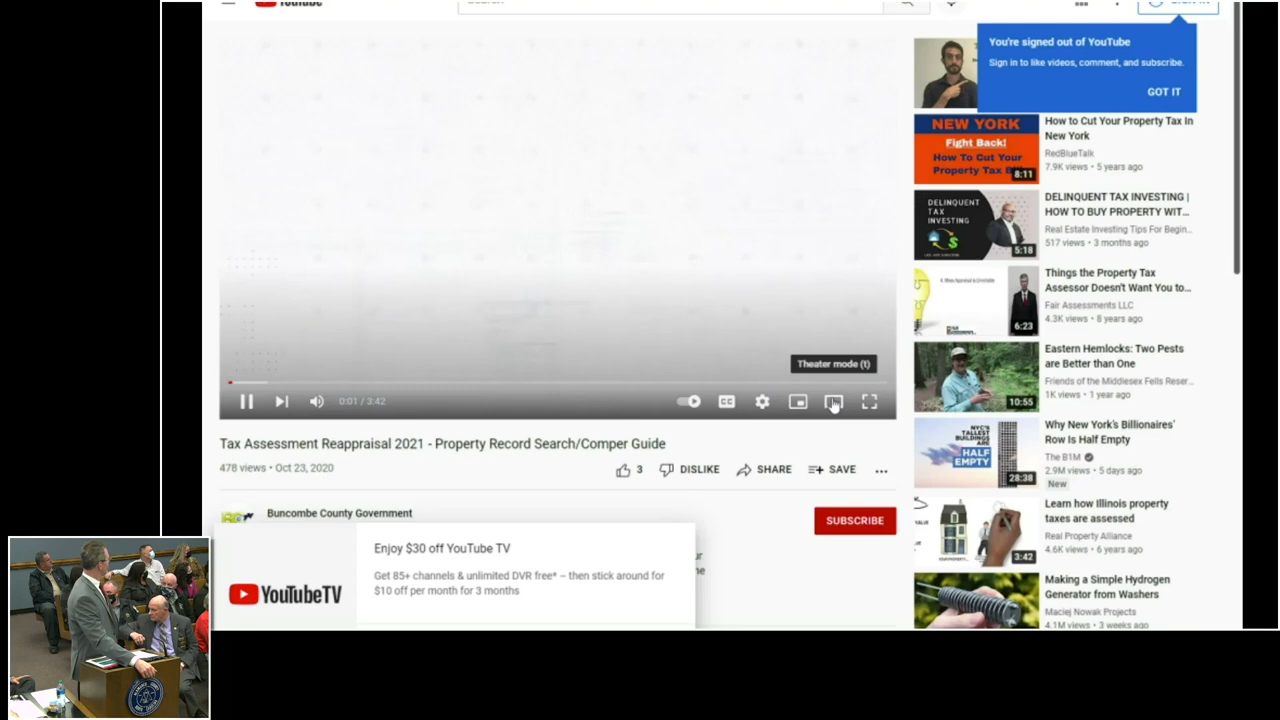 YouTube
Search
You're signed out of YouTube
Sign in to like videos, comment, and subscribe.
GOT IT
NEW YORK
Fight Back!
How To Cut Your
Property Tax
8:11
How to Cut Your Property Tax In
New York
RedBlueTalk
7.9K views • 5 years ago
DELINQUENT
TAX
INVESTING
5:18
DELINQUENT TAX INVESTING |
HOW TO BUY PROPERTY WIT...
Real Estate Investing Tips For Begin...
517 views • 3 months ago
6:23
Things the Property Tax
Assessor Doesn't Want You to...
Fair Assessments LLC
4.3K views • 8 years ago
10:55
Eastern Hemlocks: Two Pests
are Better than One
Friends of the Middlesex Fells Reser...
1K views • 1 year ago
NYC'S
TALLEST
BUILDINGS
ARE
HALF
EMPTY
28:38
Why New York's Billionaires'
Row Is Half Empty
The B1M
2.9M views • 5 days ago
New
3:42
Learn how Illinois property
taxes are assessed
Real Property Alliance
4.6K views • 6 years ago
Making a Simple Hydrogen
Generator from Washers
Maciej Nowak Projects
4.1M views • 3 weeks ago
Theater mode (t)
0:01 / 3:42
CC
Tax Assessment Reappraisal 2021 - Property Record Search/Comper Guide
478 views • Oct 23, 2020
3
DISLIKE
SHARE
SAVE
Buncombe County Government
SUBSCRIBE
Enjoy $30 off YouTube TV
Get 85+ channels & unlimited DVR free* – then stick around for
$10 off per month for 3 months
YouTubeTV